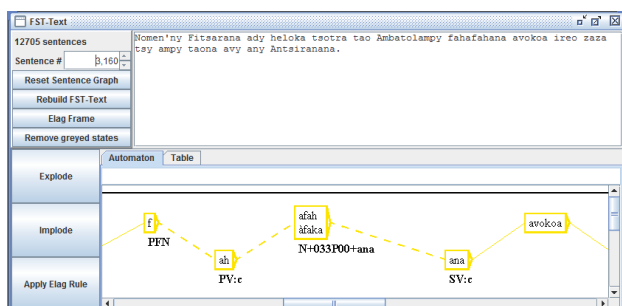 FST-Text
12705 sentences
Sentence # 3,160
Reset Sentence Graph
Rebuild FST-Text
Elag Frame
Remove greyed states
Nomen'ny Fitsarana ady heloka tsotra tao Ambatolampy fahafahana avokoa ireo zaza
tsy ampy taona avy any Antsiranana.
Explode
Implode
Apply Elag Rule
Automaton Table
f
PFN
ah
PV:c
afah
àfaka
N+033P00+ana
ana
SV:c
avokoa